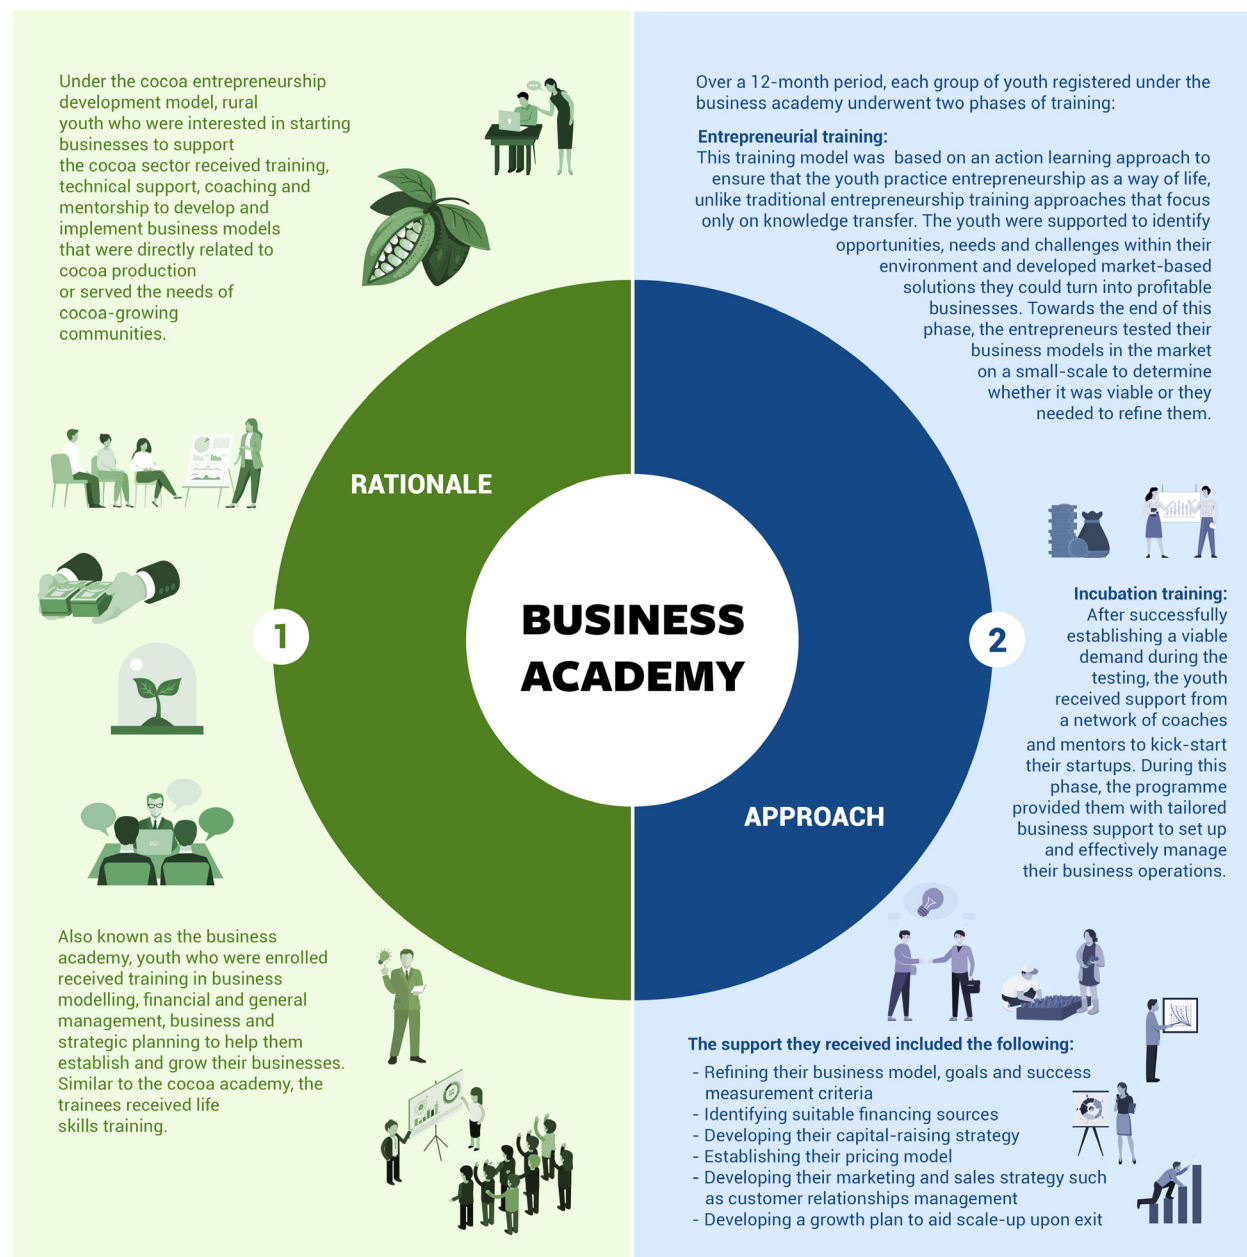 Under the cocoa entrepreneurship
development model, rural
youth who were interested in starting
businesses to support
the cocoa sector received training,
technical support, coaching and
mentorship to develop and
implement business models
that were directly related to
cocoa production
or served the needs of
cocoa-growing
communities.
RATIONALE
1
Also known as the business
academy, youth who were enrolled
received training in business
modelling, financial and general
management, business and
strategic planning to help them
establish and grow their businesses.
Similar to the cocoa academy, the
trainees received life
skills training.
BUSINESS
ACADEMY
Over a 12-month period, each group of youth registered under the
business academy underwent two phases of training:
Entrepreneurial training:
This training model was based on an action learning approach to
ensure that the youth practice entrepreneurship as a way of life,
unlike traditional entrepreneurship training approaches that focus
only on knowledge transfer. The youth were supported to identify
opportunities, needs and challenges within their
environment and developed market-based
solutions they could turn into profitable
businesses. Towards the end of this
phase, the entrepreneurs tested their
business models in the market
on a small-scale to determine
whether it was viable or they
needed to refine them.
2
APPROACH
Incubation training:
After successfully
establishing a viable
demand during the
testing, the youth
received support from
a network of coaches
and mentors to kick-start
their startups. During this
phase, the programme
provided them with tailored
business support to set up
and effectively manage
their business operations.
The support they received included the following:
- Refining their business model, goals and success
measurement criteria
- Identifying suitable financing sources
- Developing their capital-raising strategy
- Establishing their pricing model
- Developing their marketing and sales strategy such
as customer relationships management
- Developing a growth plan to aid scale-up upon exit